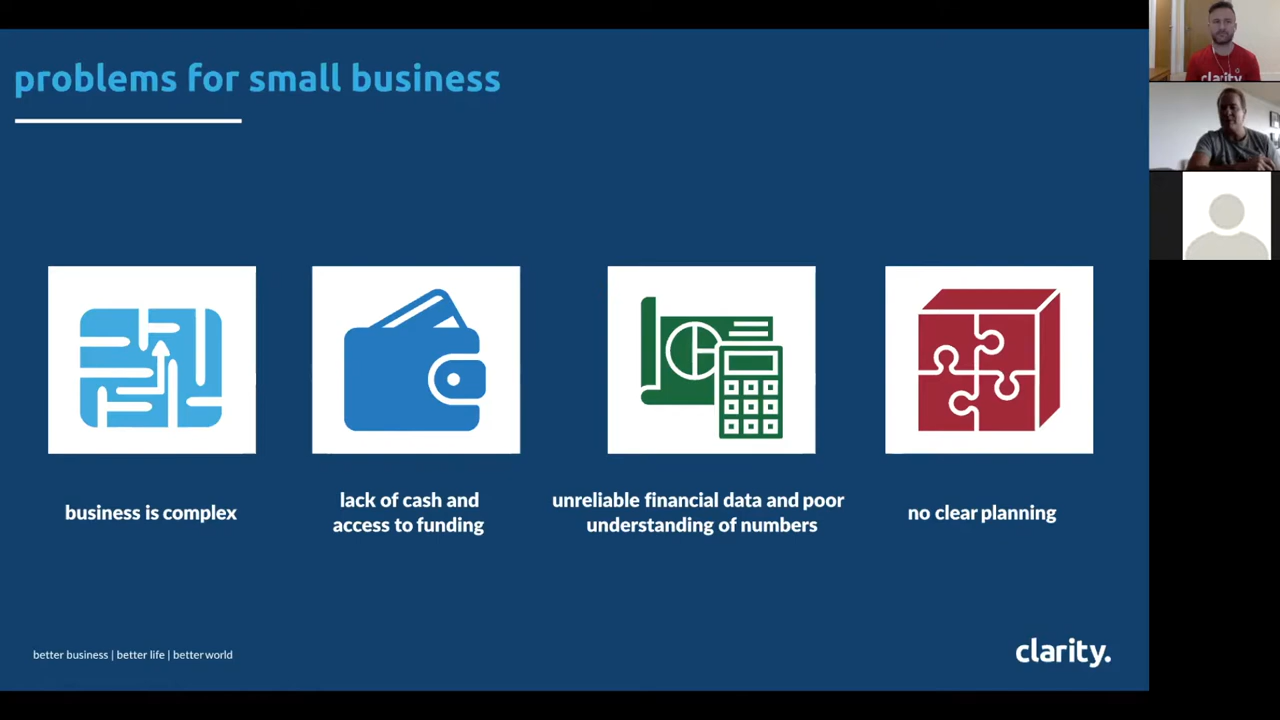 problems for small business
clarity
business is complex
lack of cash and
access to funding
unreliable financial data and poor
understanding of numbers
no clear planning
better business | better life | better world
clarity.